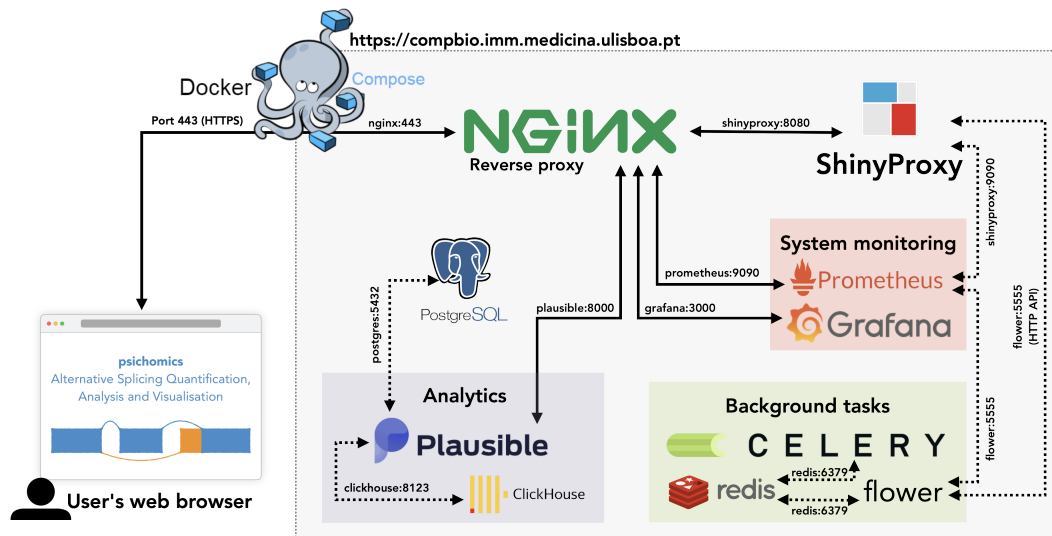 https://compbio.imm.medicina.ulisboa.pt
Docker
Compose
Port 443 (HTTPS)
nginx:443
NGINX
Reverse proxy
shinyproxy:8080
ShinyProxy
shinyproxy:9090
System monitoring
Prometheus
Grafana
prometheus:9090
grafana:3000
plausible:8000
PostgreSQL
postgres:5432
flower:5555
(HTTP API)
flower:5555
psichomics
Alternative Splicing Quantification,
Analysis and Visualisation
User's web browser
Analytics
Plausible
clickhouse:8123
ClickHouse
Background tasks
CELERY
redis:6379
redis
flower
redis:6379